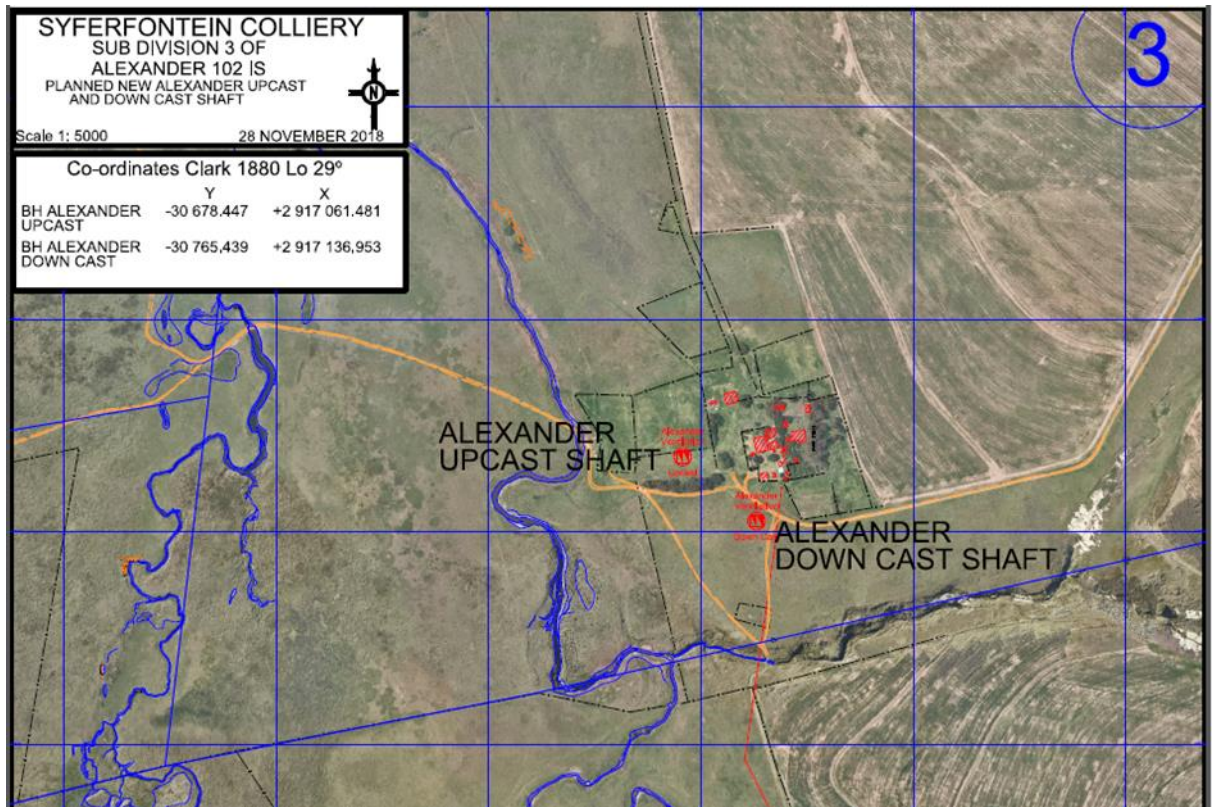 SYFERFONTEIN COLLIERY
SUB DIVISION 3 OF
ALEXANDER 102 IS
PLANNED NEW ALEXANDER UPCAST
AND DOWN CAST SHAFT
N
Scale 1: 5000 28 NOVEMBER 2018
Co-ordinates Clark 1880 Lo 29º
Y X
BH ALEXANDER -30 678.447 +2 917 061.481
UPCAST
BH ALEXANDER -30 765,439 +2 917 136,953
DOWN CAST
3
ALEXANDER
UPCAST SHAFT
Alexander
Upcast
Alexander
ALEXANDER
DOWN CAST SHAFT